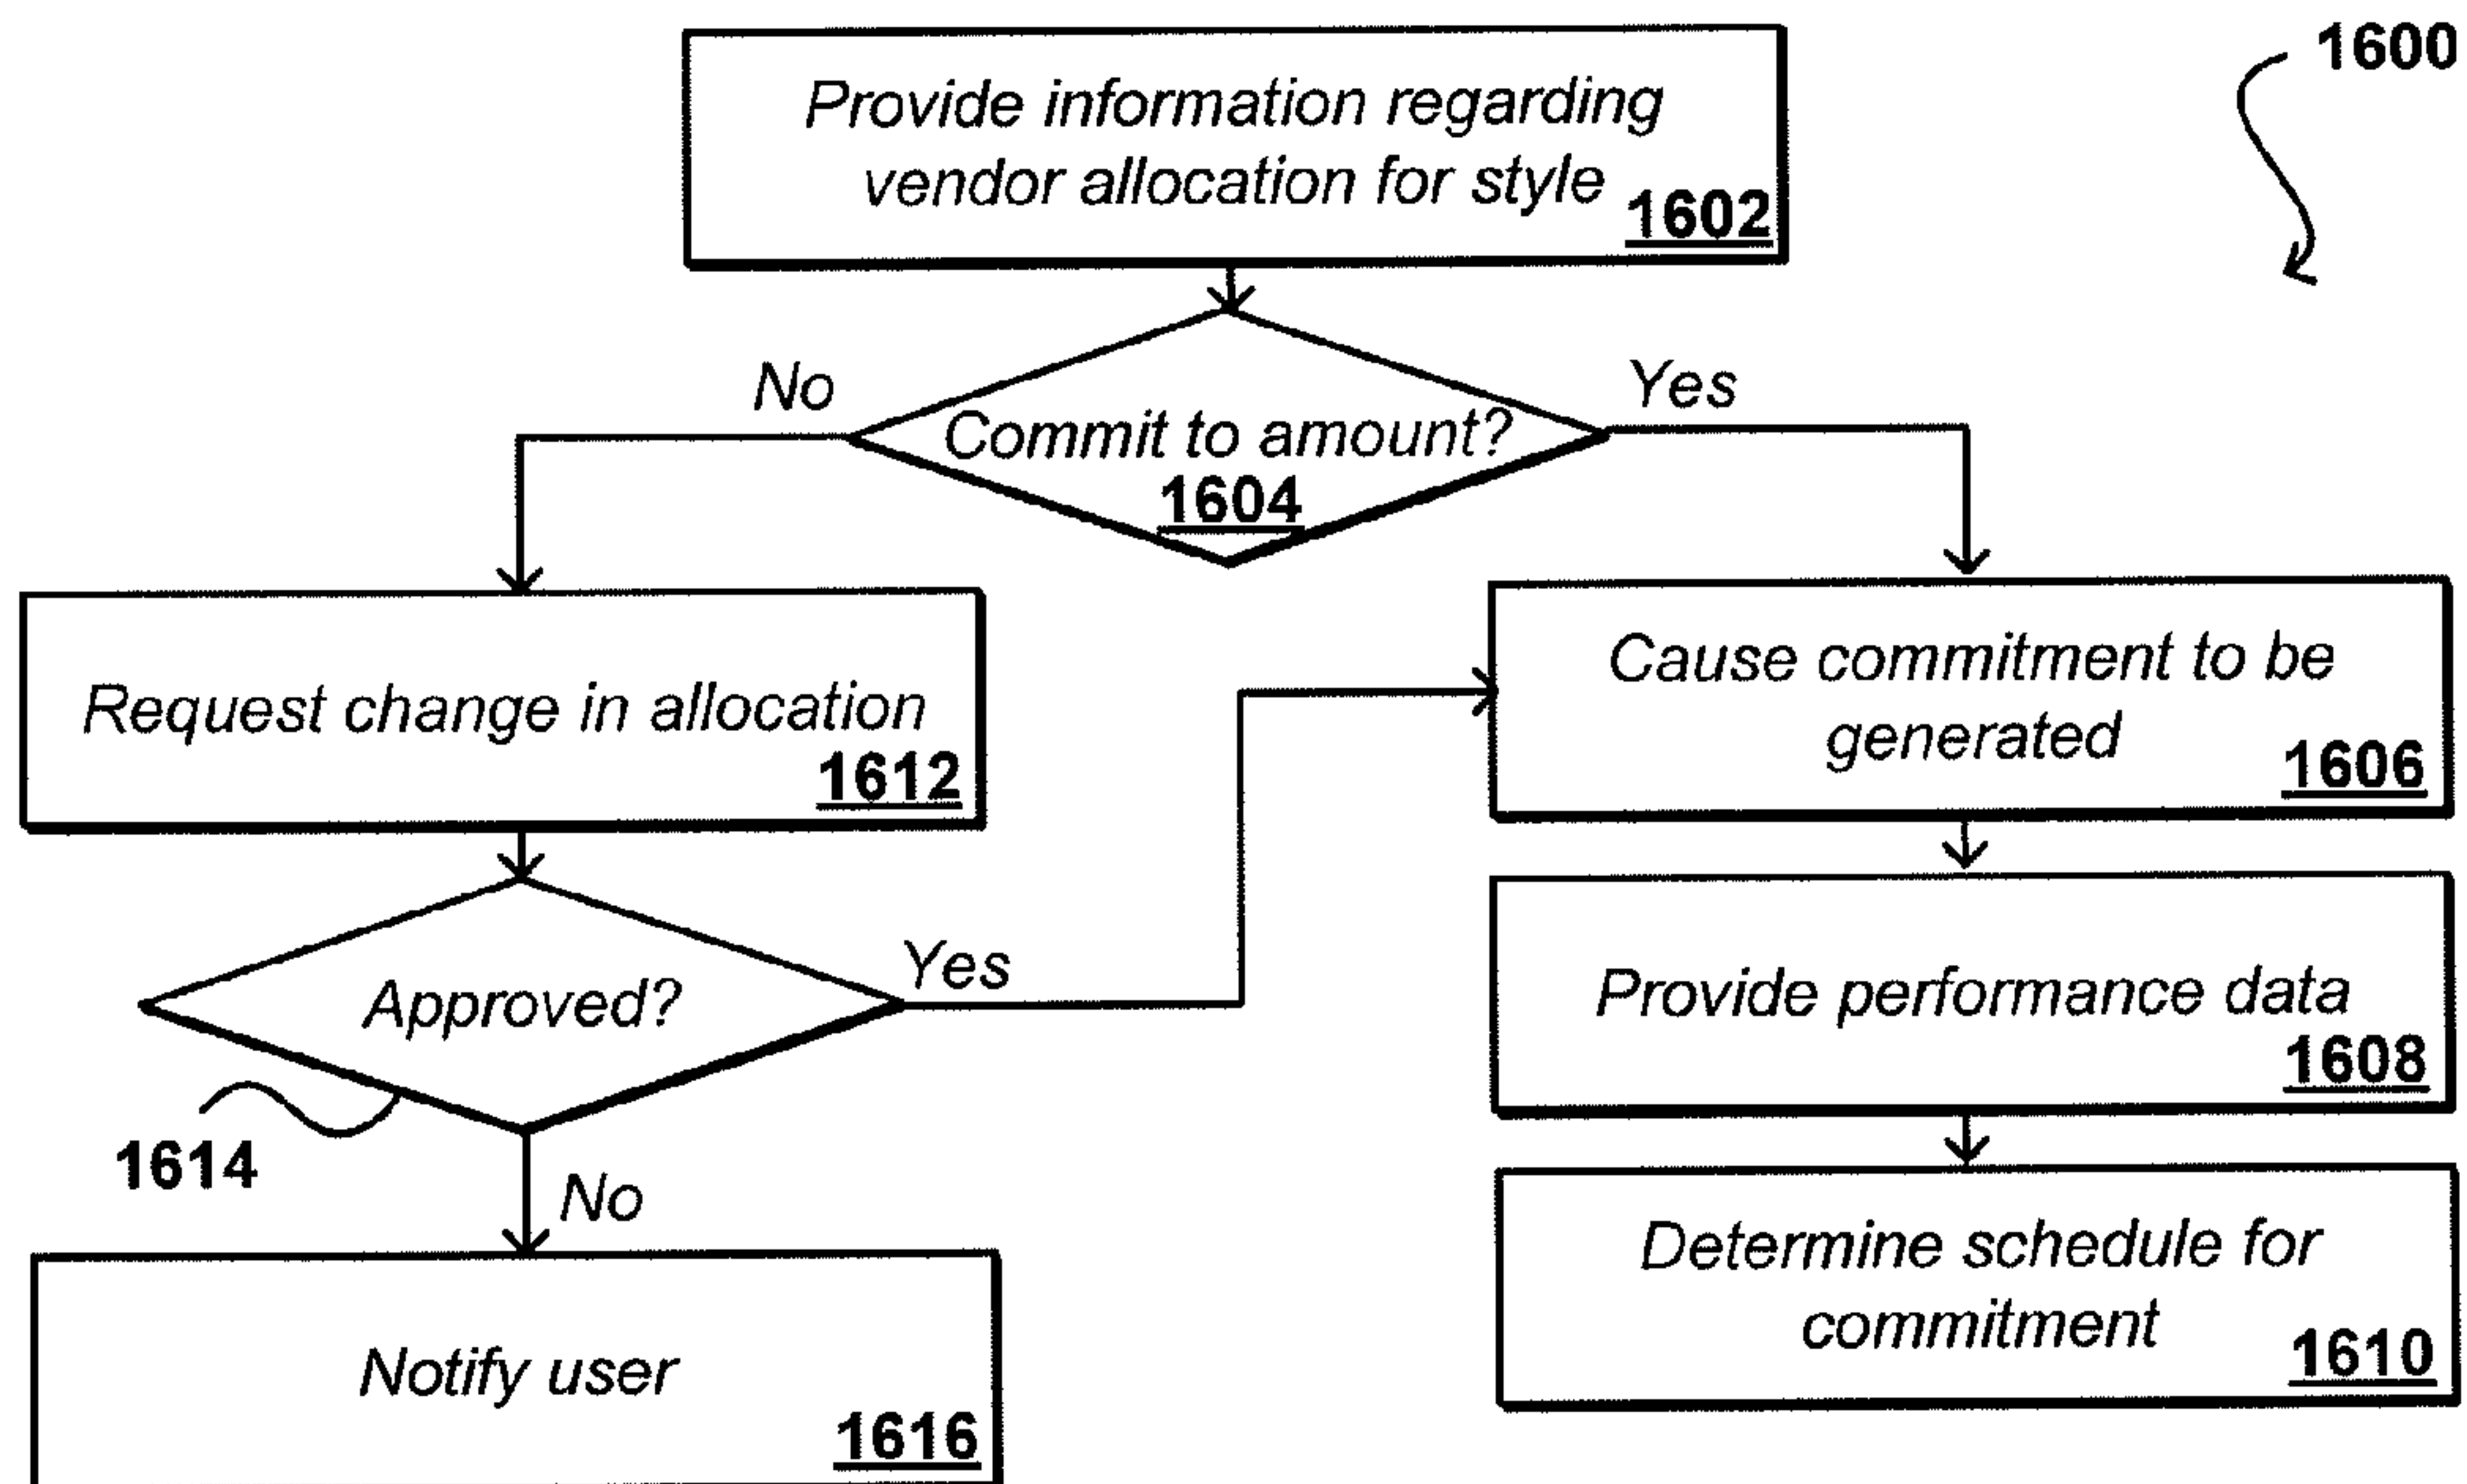 1600
Provide information regarding
vendor allocation for style
1602
No
Yes
Commit to amount?
1604
Request change in allocation
1612
Cause commitment to be
generated
1606
Approved?
Yes
1614
No
Provide performance data
1608
Notify user
1616
Determine schedule for
commitment
1610